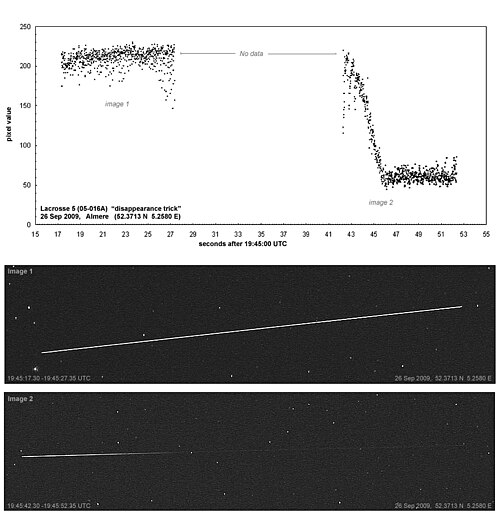 250
200
150
100
50
0
pixel value
No data
image 1
image 2
Lacrosse 5 (05-016A) "disappearance trick"
26 Sep 2009, Almere (52.3713 N 5.2580 E)
15 17 19 21 23 25 27 29 31 33 35 37 39 41 43 45 47 49 51 53 55
seconds after 19:45:00 UTC
Image 1
19:45:17.30 -19:45:27.35 UTC 26 Sep 2009, 52.3713 N 5.2580 E
Image 2
19:45:42.30 -19:45:52.35 UTC 26 Sep 2009, 52.3713 N 5.2580 E